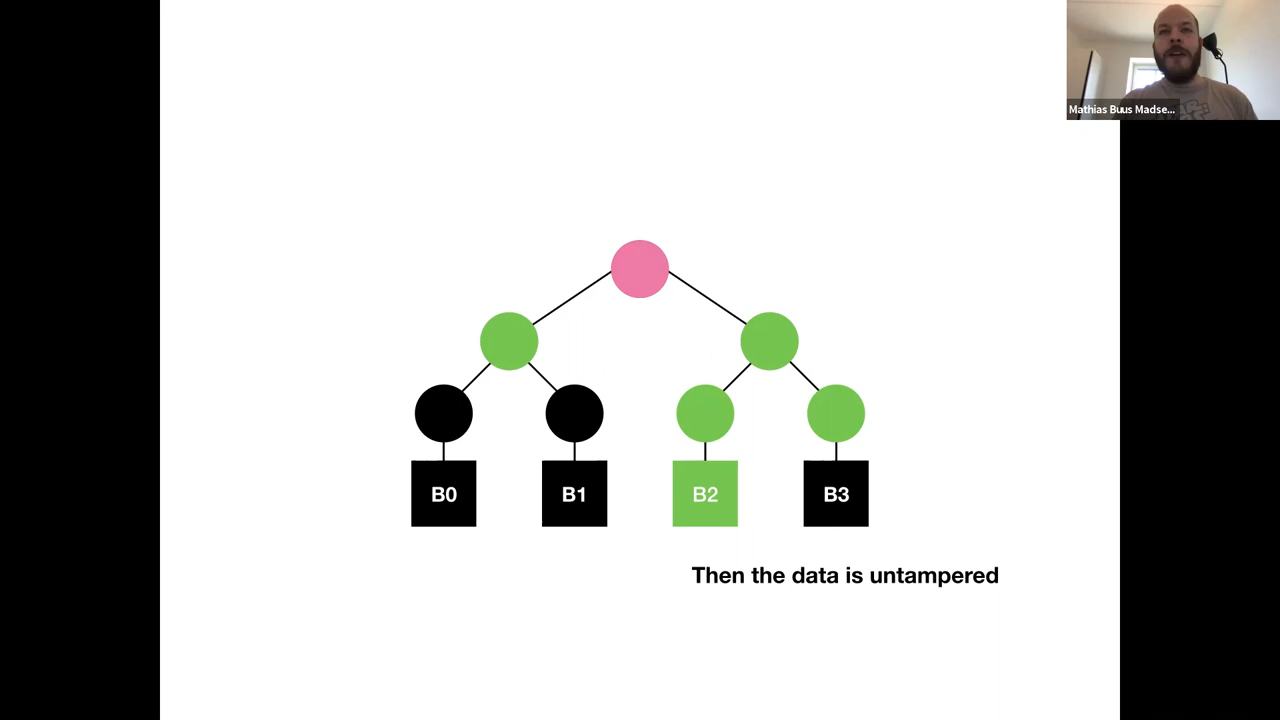 Mathias Buus Madse...
B0 B1 B2 B3
Then the data is untampered